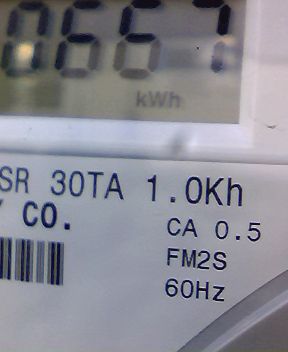 0667
kWh
SR 30TA 1.0Kh
Y CO.
CA 0.5
FM2S
60Hz